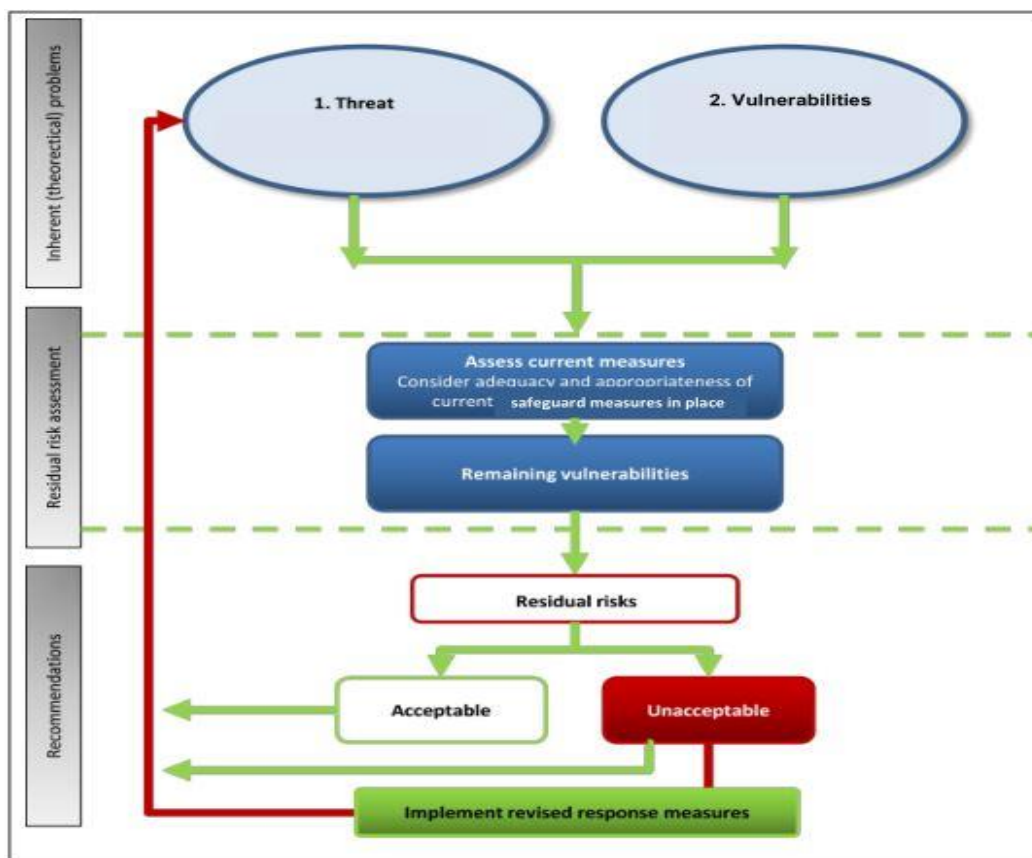 Inherent (theorectical) problems
1. Threat
2. Vulnerabilities
Residual risk assessment
Assess current measures
Consider adequacy and appropriateness of
current safeguard measures in place
Remaining vulnerabilities
Recommendations
Residual risks
Acceptable
Unacceptable
Implement revised response measures